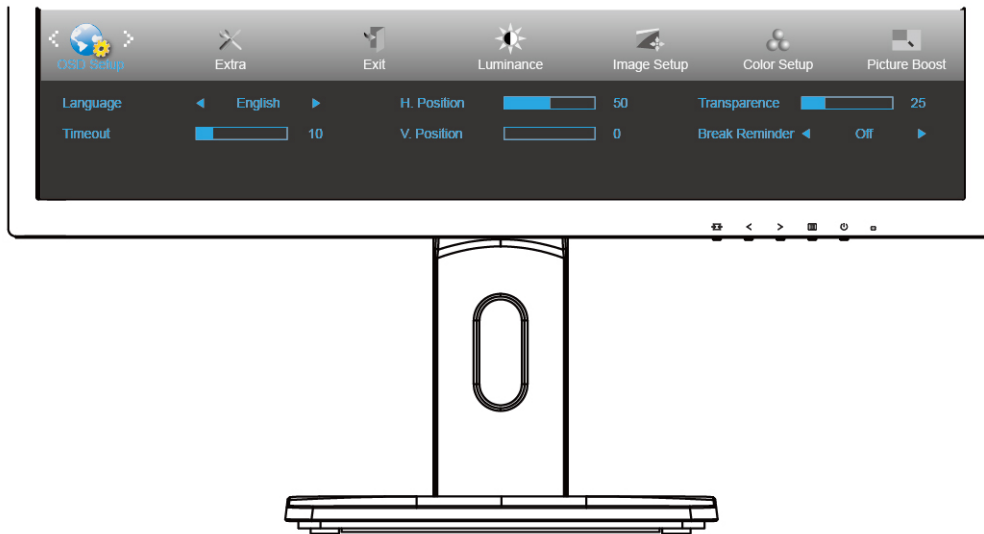 OSD Setup Extra Exit Luminance Image Setup Color Setup Picture Boost
Language English H. Position 50 Transparence 25
Timeout 10 V. Position 0 Break Reminder Off